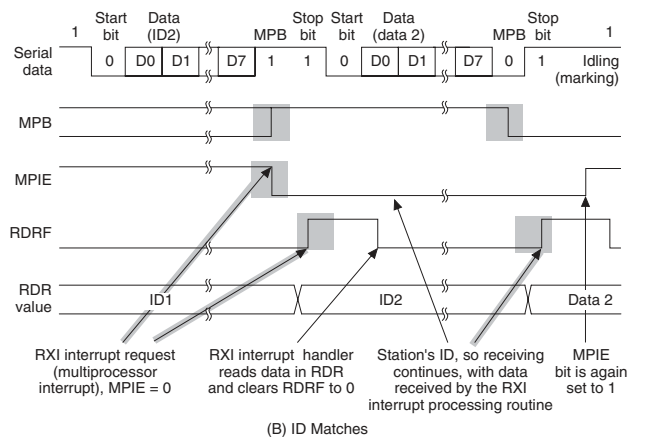 1
Start bit
Data (ID2)
MPB
Stop bit
Start bit
Data (data 2)
MPB
Stop bit
1
Serial data
0
D0
D1
D7
1
1
0
D0
D1
D7
0
1
Idling (marking)
MPB
MPIE
RDRF
RDR value
ID1
ID2
Data 2
RXI interrupt request
(multiprocessor
interrupt), MPIE = 0
RXI interrupt handler
reads data in RDR
and clears RDRF to 0
Station's ID, so receiving
continues, with data
received by the RXI
interrupt processing routine
MPIE
bit is again
set to 1
(B) ID Matches